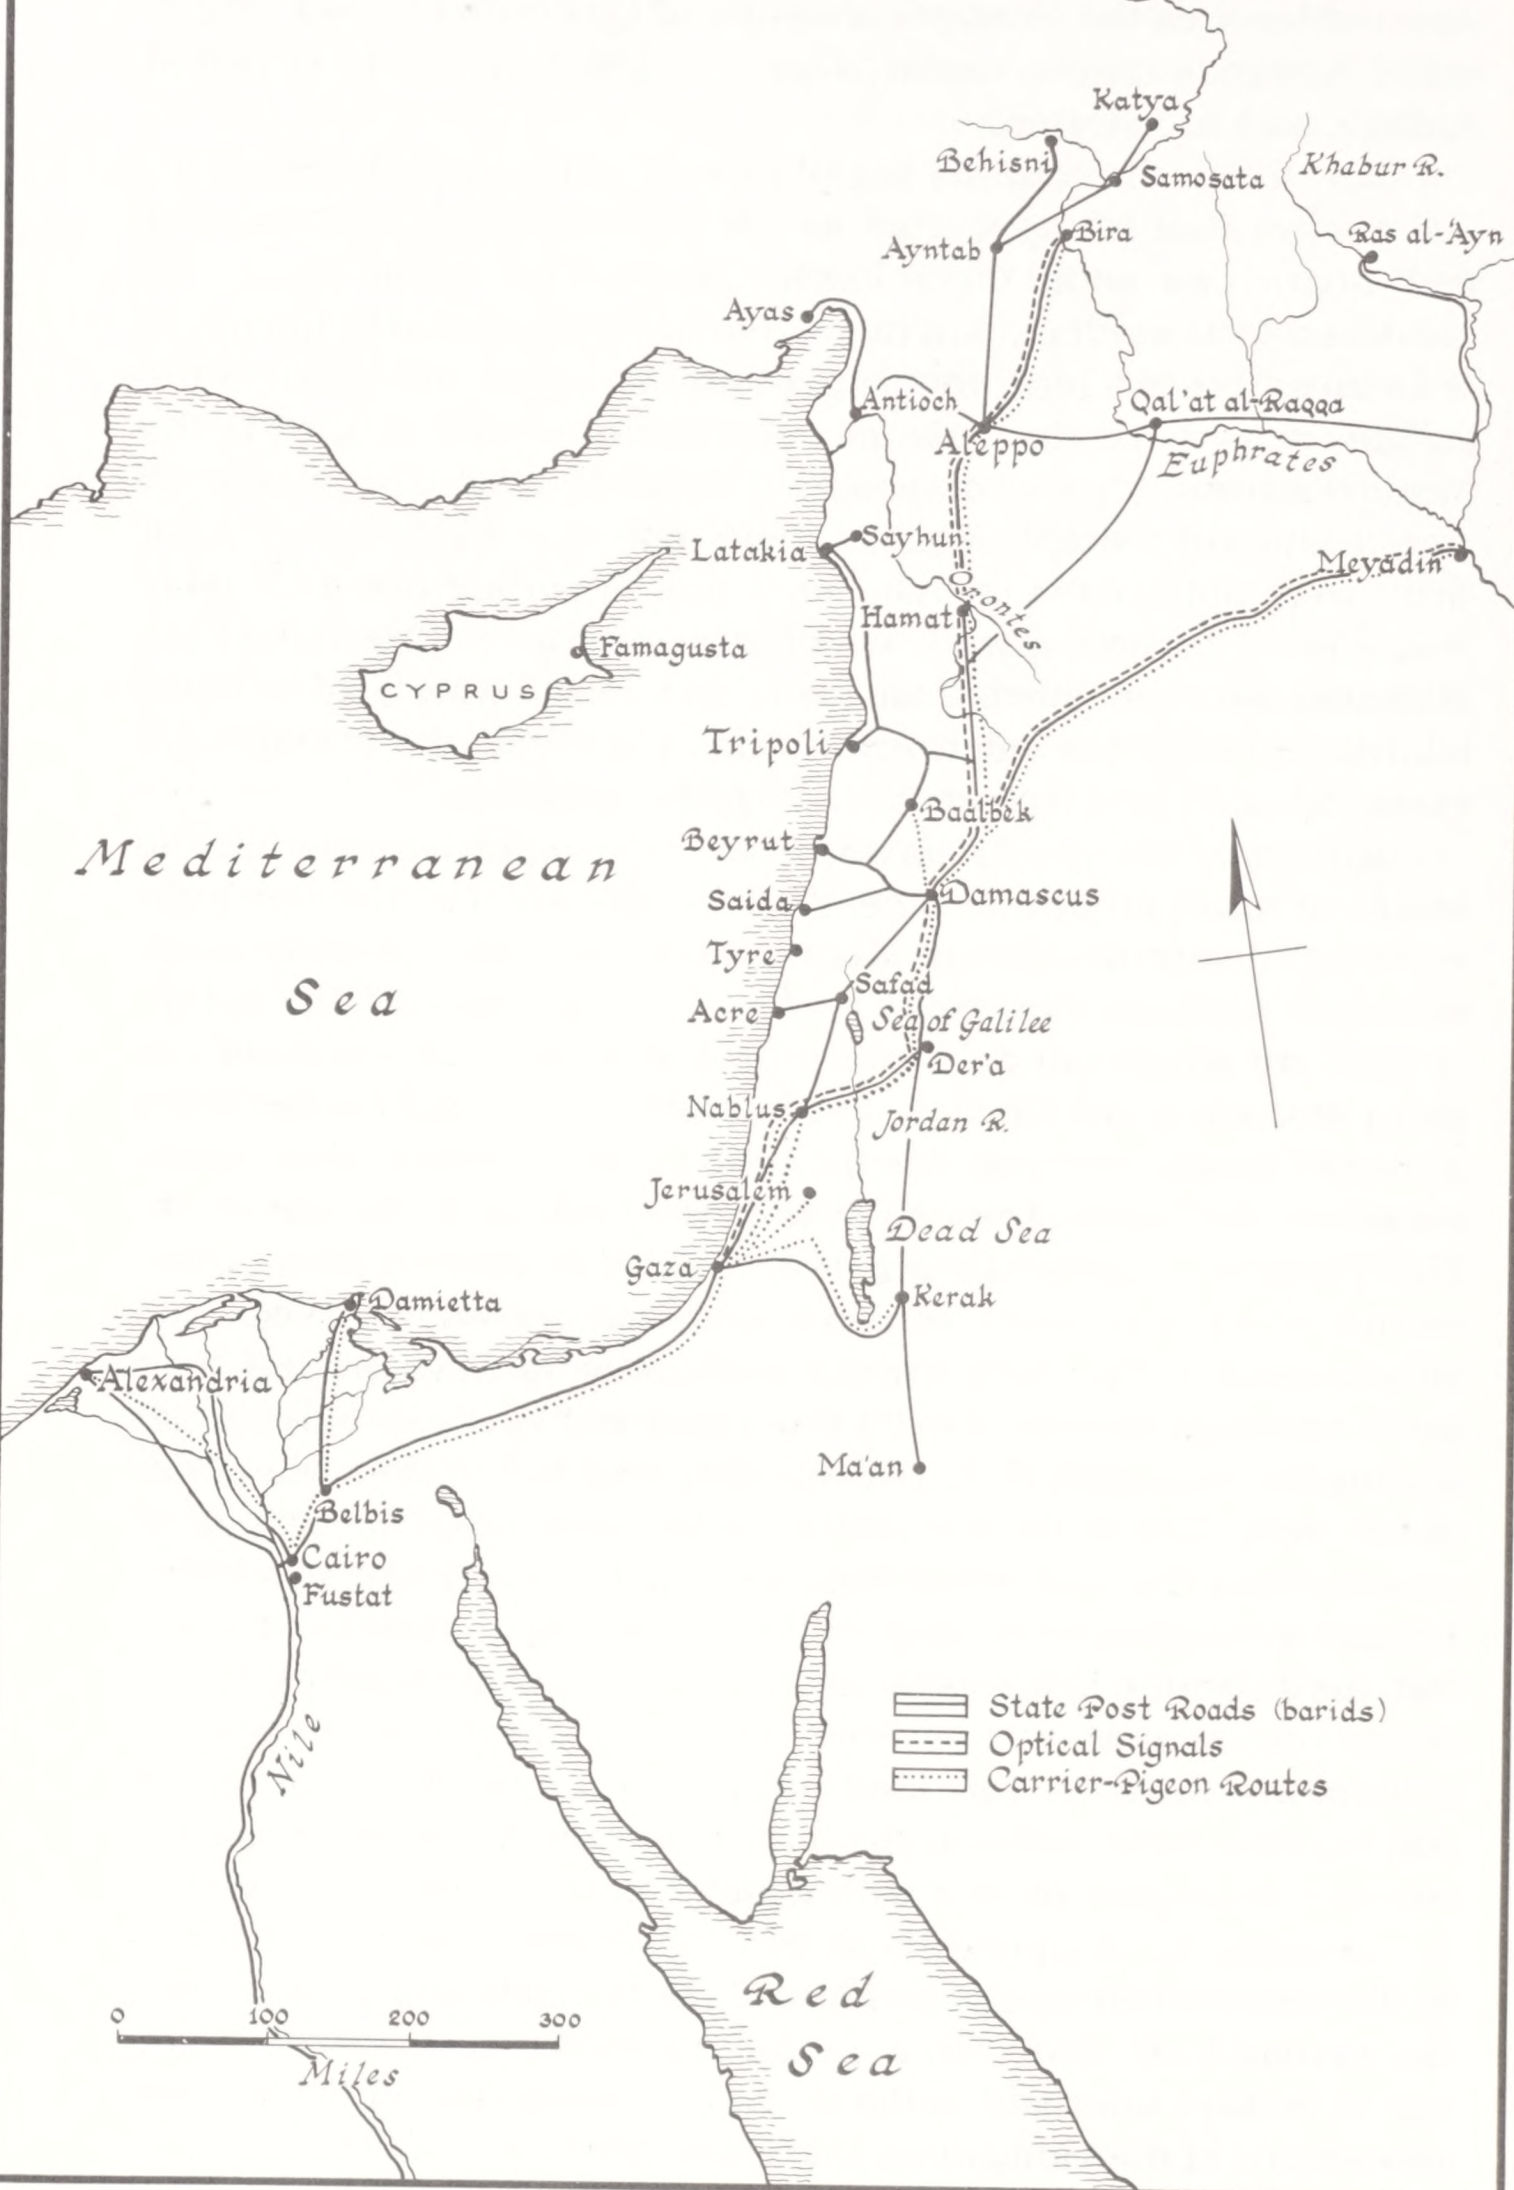 Katya
Behisni
Samosata
Khabur R.
Ayntab
Bira
Ras al-'Ayn
Ayas
Antioch
Qal'at al-Raqqa
Aleppo
Euphrates
Sayhun
Latakia
Meyadin
Orontes
Hamat
Famagusta
CYPRUS
Tripoli
Baalbek
Beyrut
Mediterranean
Damascus
Saida
Tyre
Safad
Sea
Acre
Sea of Galilee
Der'a
Nablus
Jordan R.
Jerusalem
Dead Sea
Gaza
Kerak
Damietta
Alexandria
Ma'an
Belbis
Cairo
Fustat
State Post Roads (barids)
Optical Signals
Carrier-Pigeon Routes
Nile
Red
Sea
0 100 200 300
Miles